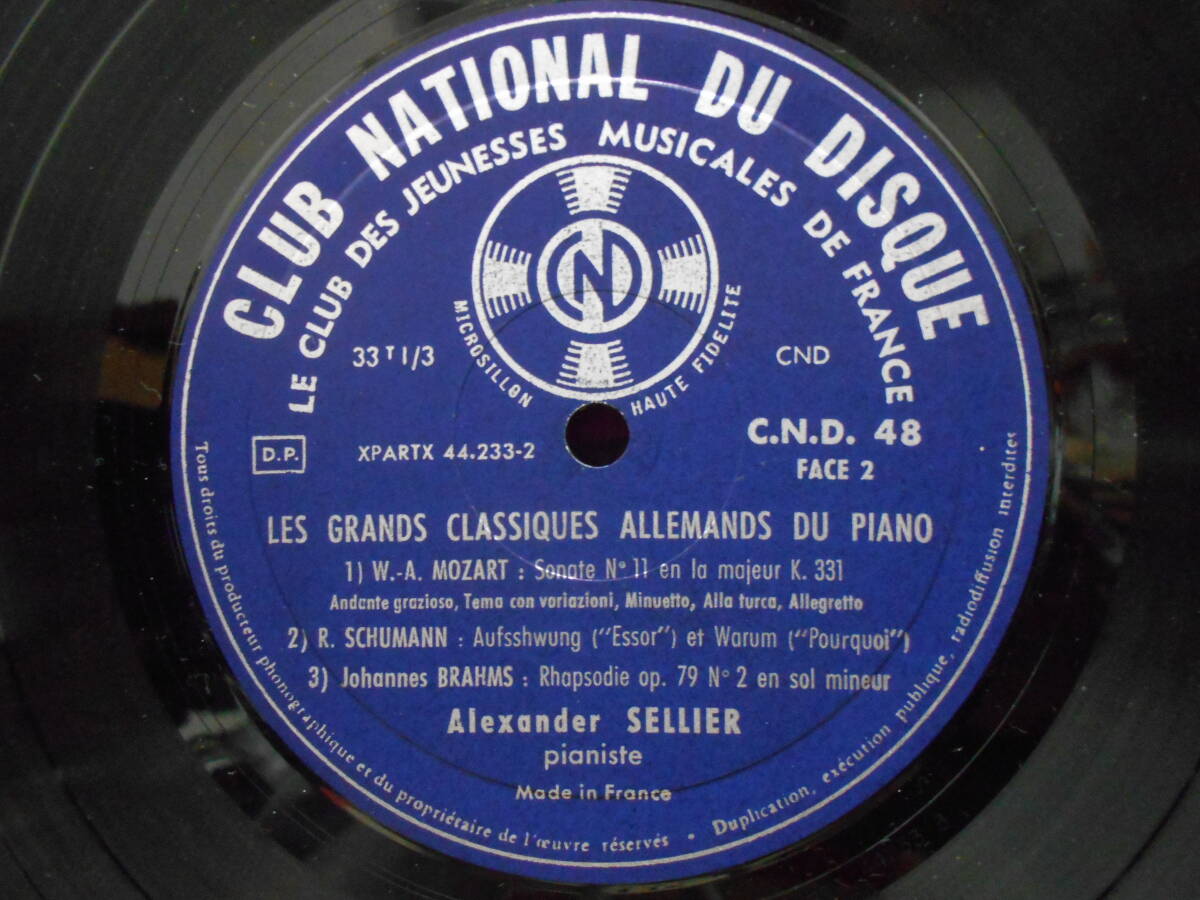 CLUB NATIONAL DU DISQUE
LE CLUB DES JEUNESSES MUSICALES DE FRANCE
CN
MICROSILLON HAUTE FIDELITE
33 T 1/3
CND
D.P.
XPARTX 44.233-2
C.N.D. 48
FACE 2
LES GRANDS CLASSIQUES ALLEMANDS DU PIANO
1) W.-A. MOZART : Sonate N° 11 en la majeur K. 331
Andante grazioso, Tema con variazioni, Minuetto, Alla turca, Allegretto
2) R. SCHUMANN : Aufsshwung ("Essor") et Warum ("Pourquoi")
3) Johannes BRAHMS : Rhapsodie op. 79 N° 2 en sol mineur
Alexander SELLIER
pianiste
Made in France
Tous droits du producteur phonographique et du propriétaire de l'œuvre réservés • Duplication, exécution publique, radiodiffusion interdites